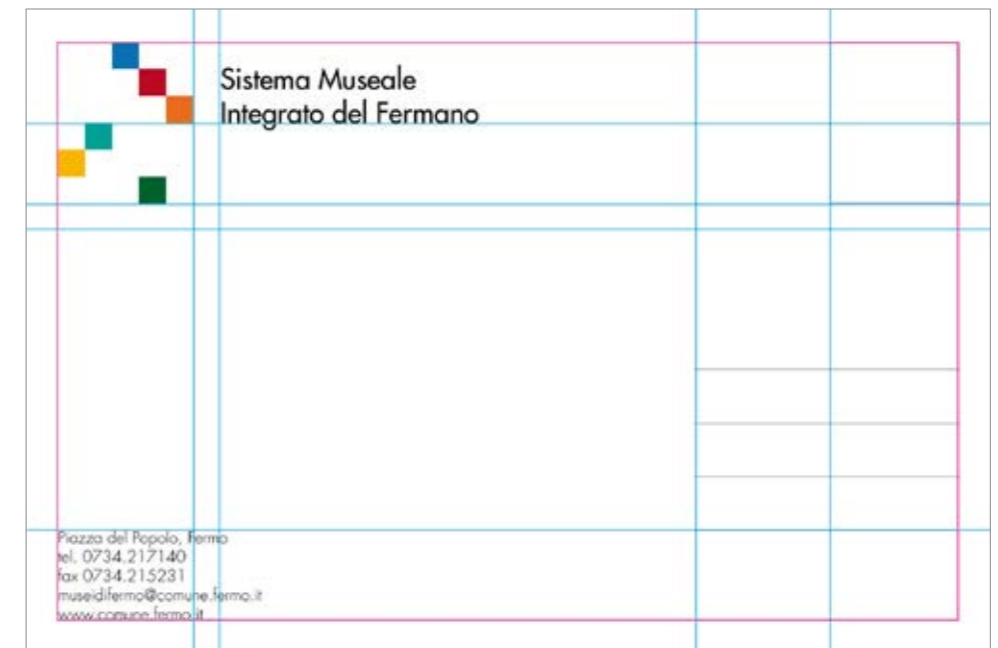 Sistema Museale
Integrato del Fermano
Piazza del Popolo, Fermo
tel. 0734.217140
fax 0734.215231
museidifermo@comune.fermo.it
www.comune.fermo.it